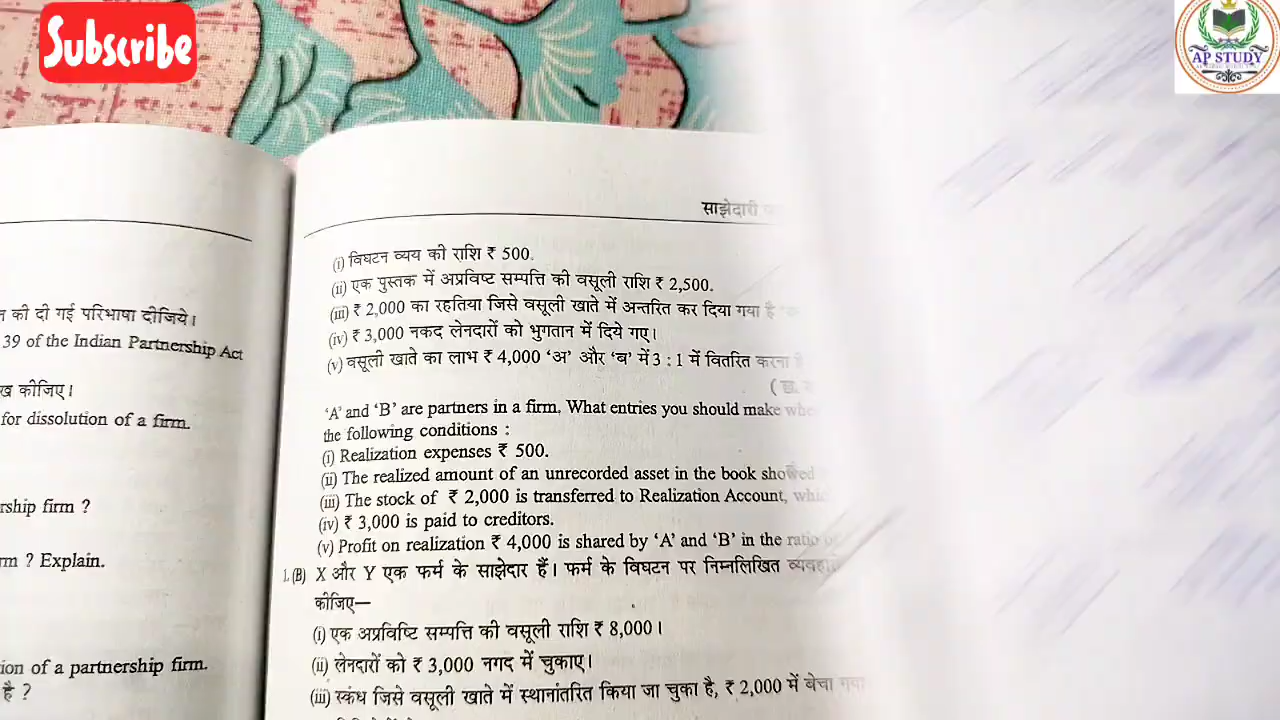 Subscribe
AP STUDY
न की दी गई परिभाषा दीजिये।
39 of the Indian Partnership Act
ख कीजिए।
for dissolution of a firm.
rship firm ?
rm ? Explain.
ion of a partnership firm.
है ?
साझेदारी
(i) विघटन व्यय की राशि ₹ 500.
(ii) एक पुस्तक में अप्रविष्ट सम्पत्ति की वसूली राशि ₹ 2,500.
(iii) ₹ 2,000 का रहतिया जिसे वसूली खाते में अन्तरित कर दिया गया है
(iv) ₹ 3,000 नकद लेनदारों को भुगतान में दिये गए।
(v) वसूली खाते का लाभ ₹ 4,000 ‘अ’ और ‘ब’ में 3 : 1 में वितरित करना है
‘A’ and ‘B’ are partners in a firm, What entries you should make whe
the following conditions :
(i) Realization expenses ₹ 500.
(ii) The realized amount of an unrecorded asset in the book showed
(iii) The stock of ₹ 2,000 is transferred to Realization Account, whi
(iv) ₹ 3,000 is paid to creditors.
(v) Profit on realization ₹ 4,000 is shared by ‘A’ and ‘B’ in the ratio
1. (B) X और Y एक फर्म के साझेदार हैं। फर्म के विघटन पर निम्नलिखित
कीजिए—
(i) एक अप्रविष्टि सम्पत्ति की वसूली राशि ₹ 8,000।
(ii) लेनदारों को ₹ 3,000 नगद में चुकाए।
(iii) स्कंध जिसे वसूली खाते में स्थानांतरित किया जा चुका है, ₹ 2,000 में बेचा गया